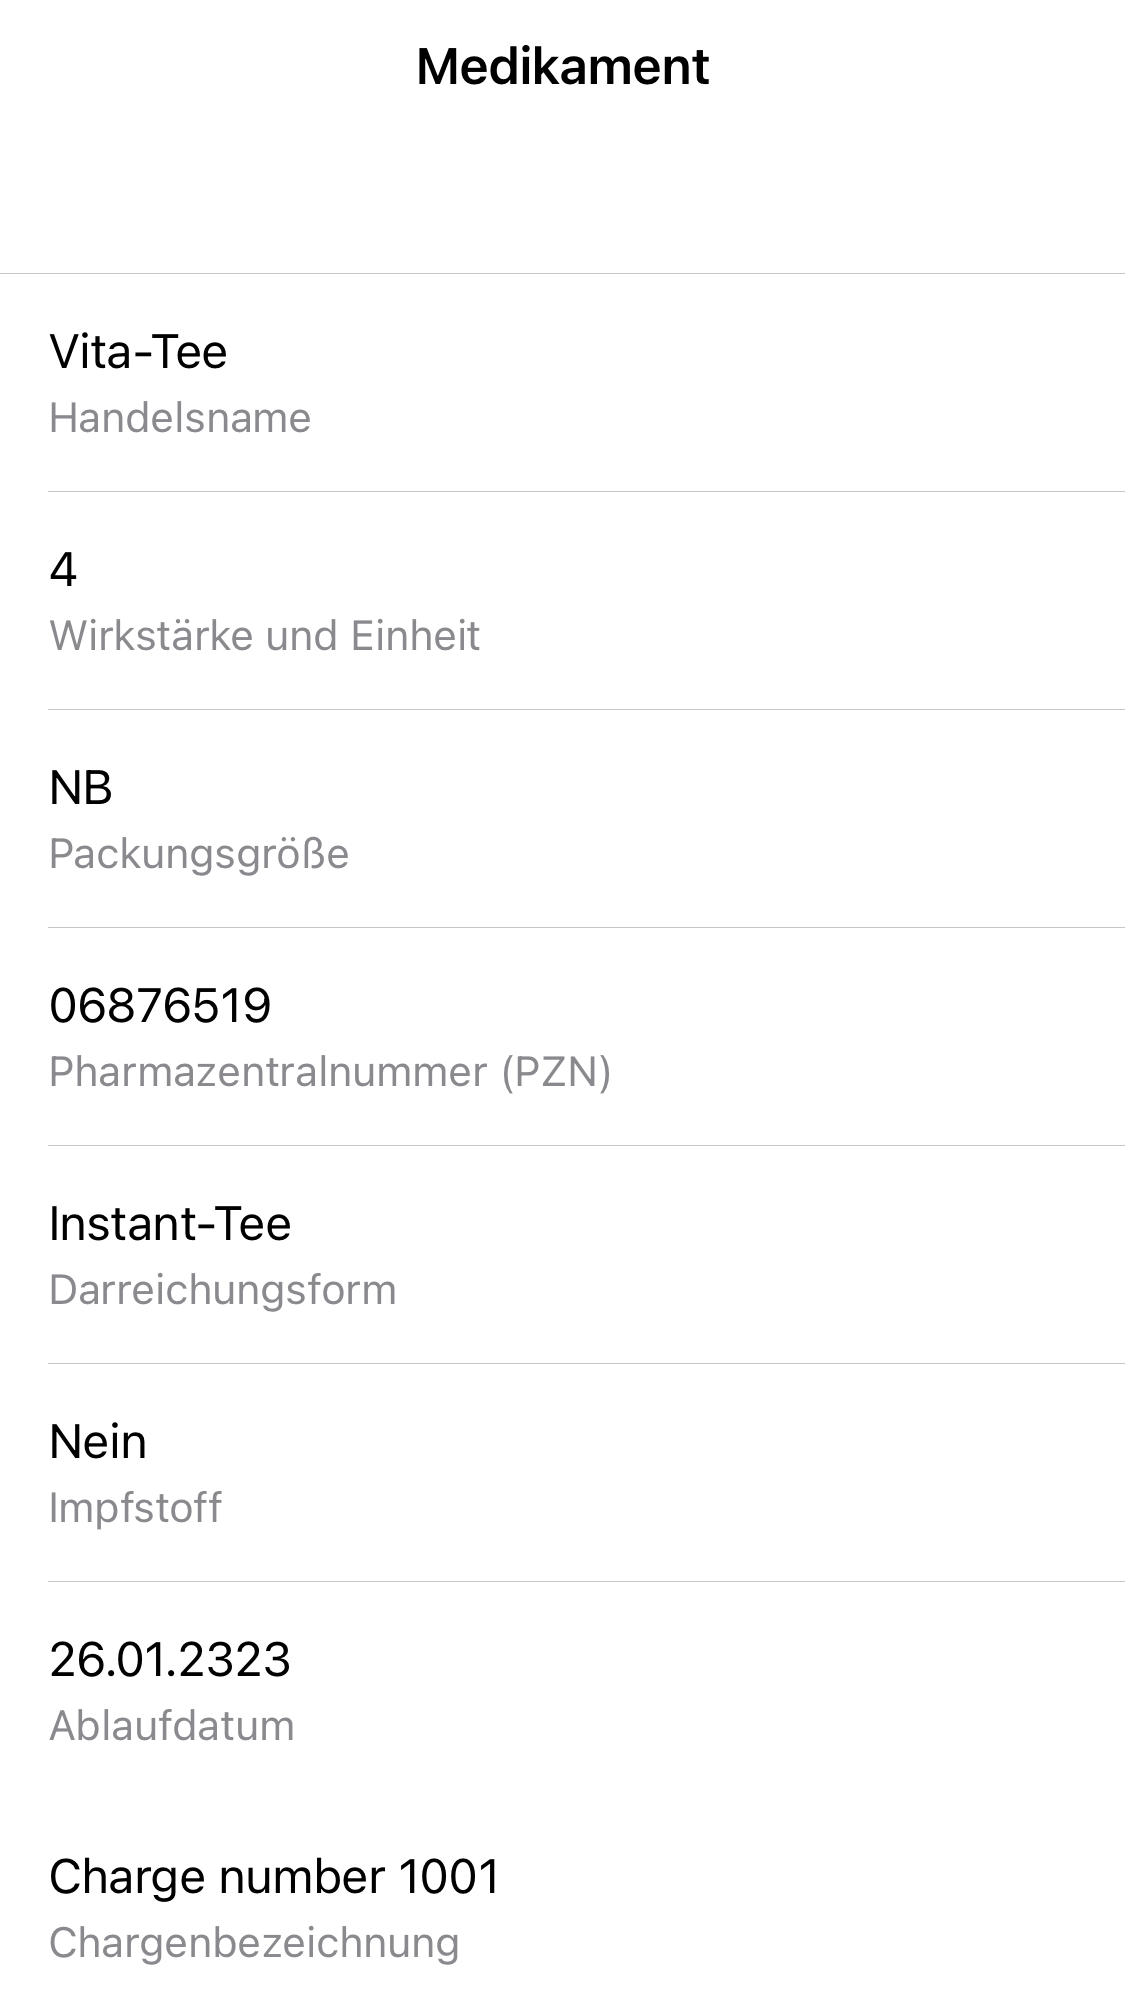 Medikament
Vita-Tee
Handelsname
4
Wirkstärke und Einheit
NB
Packungsgröße
06876519
Pharmazentralnummer (PZN)
Instant-Tee
Darreichungsform
Nein
Impfstoff
26.01.2323
Ablaufdatum
Charge number 1001
Chargenbezeichnung